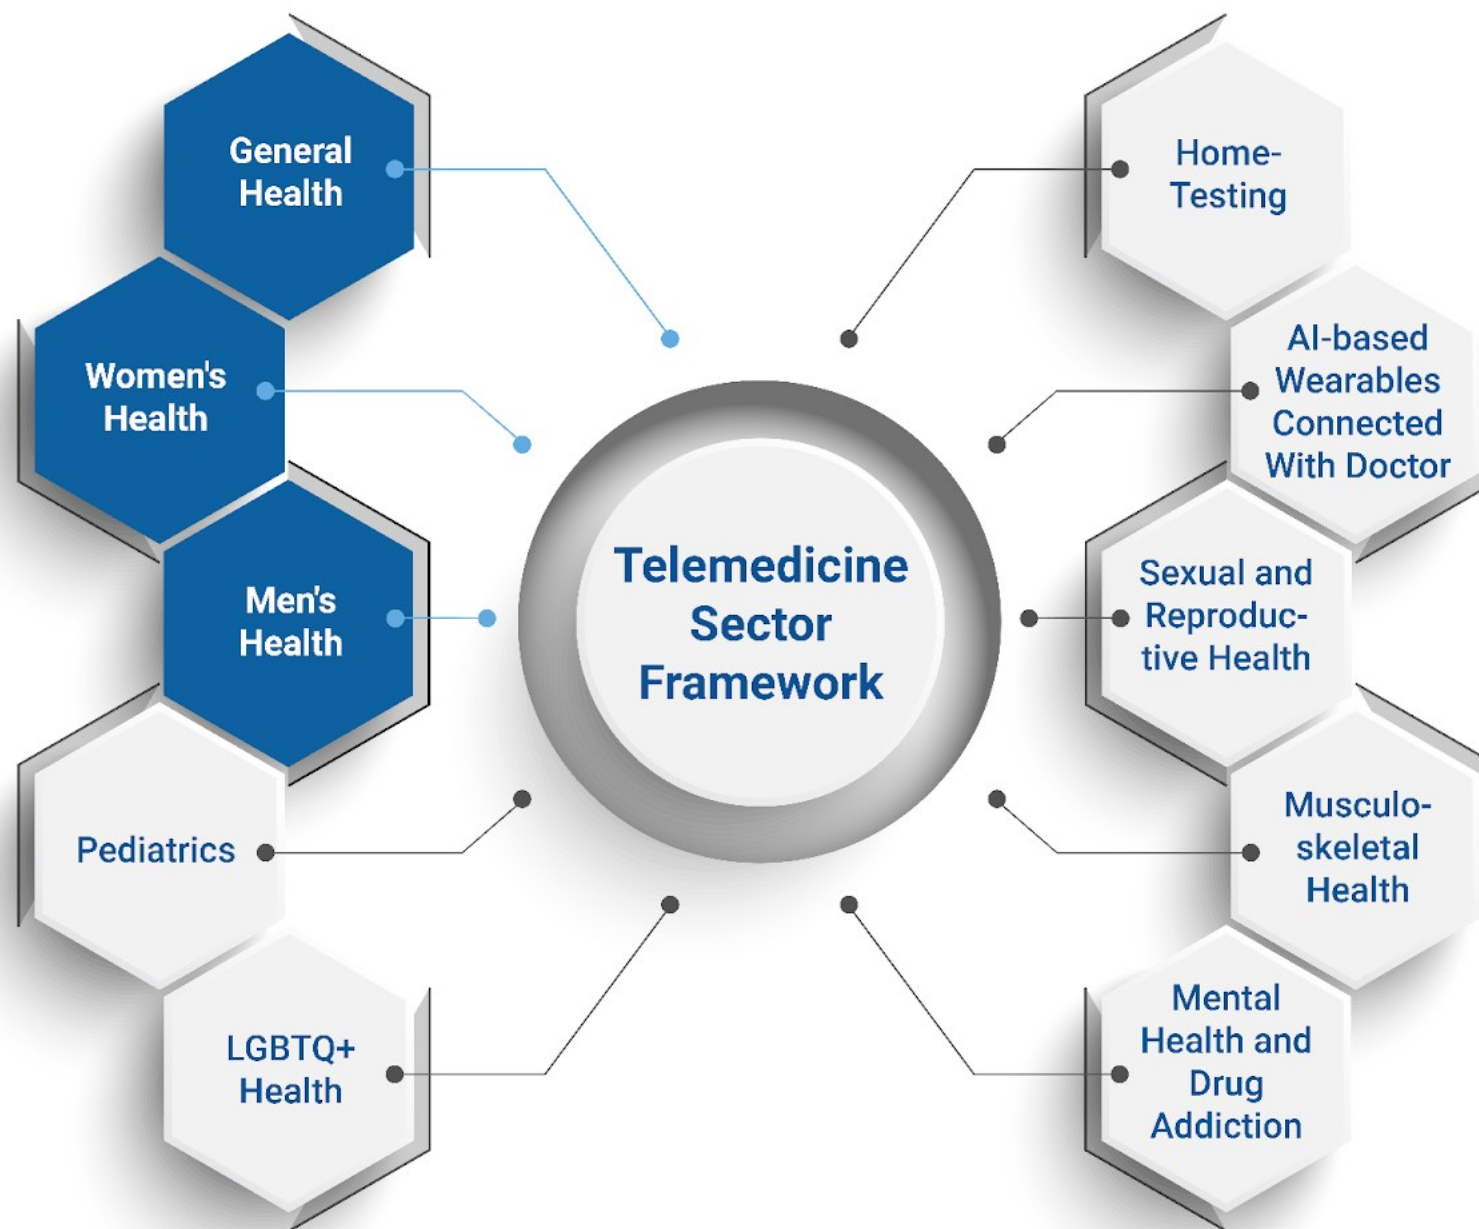 General
Health
Women's
Health
Men's
Health
Pediatrics
LGBTQ+
Health
Telemedicine
Sector
Framework
Home-
Testing
AI-based
Wearables
Connected
With Doctor
Sexual and
Reproduc-
tive Health
Musculo-
skeletal
Health
Mental
Health and
Drug
Addiction